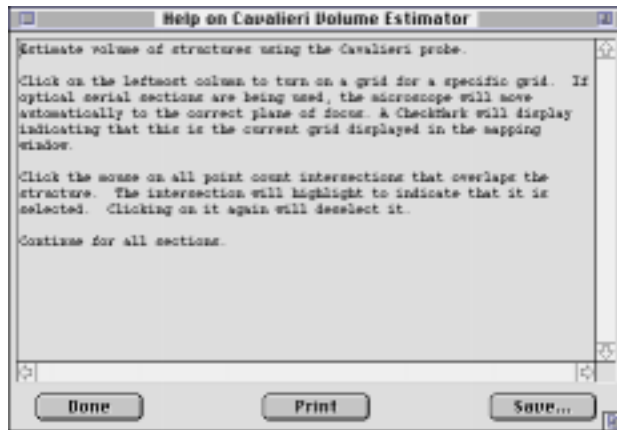 Help on Cavalieri Volume Estimator
Estimate volume of structures using the Cavalieri probe.
Click on the leftmost column to turn on a grid for a specific grid. If
optical serial sections are being used, the microscope will move
automatically to the correct plane of focus. A CheckMark will display
indicating that this is the current grid displayed in the mapping
window.
Click the mouse on all point count intersections that overlaps the
structure. The intersection will highlight to indicate that it is
selected. Clicking on it again will deselect it.
Continue for all sections.
Done Print Save...